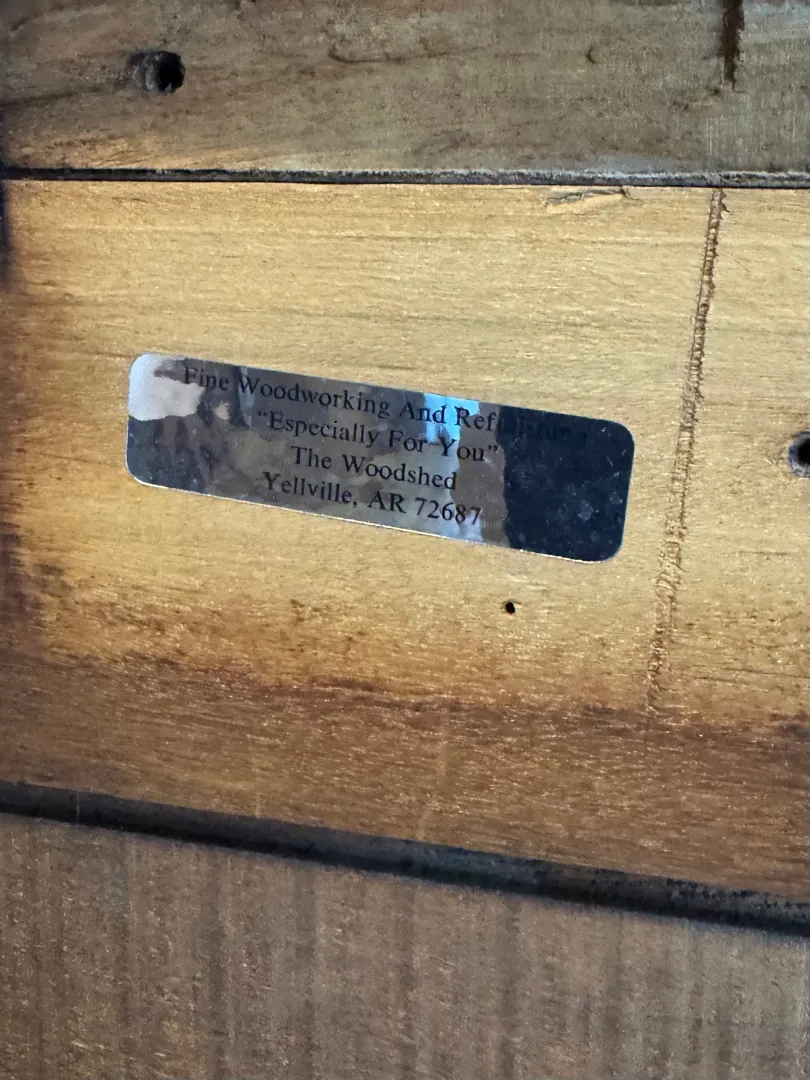 Fine Woodworking And Refinishing
“Especially For You”
The Woodshed
Yellville, AR 72687